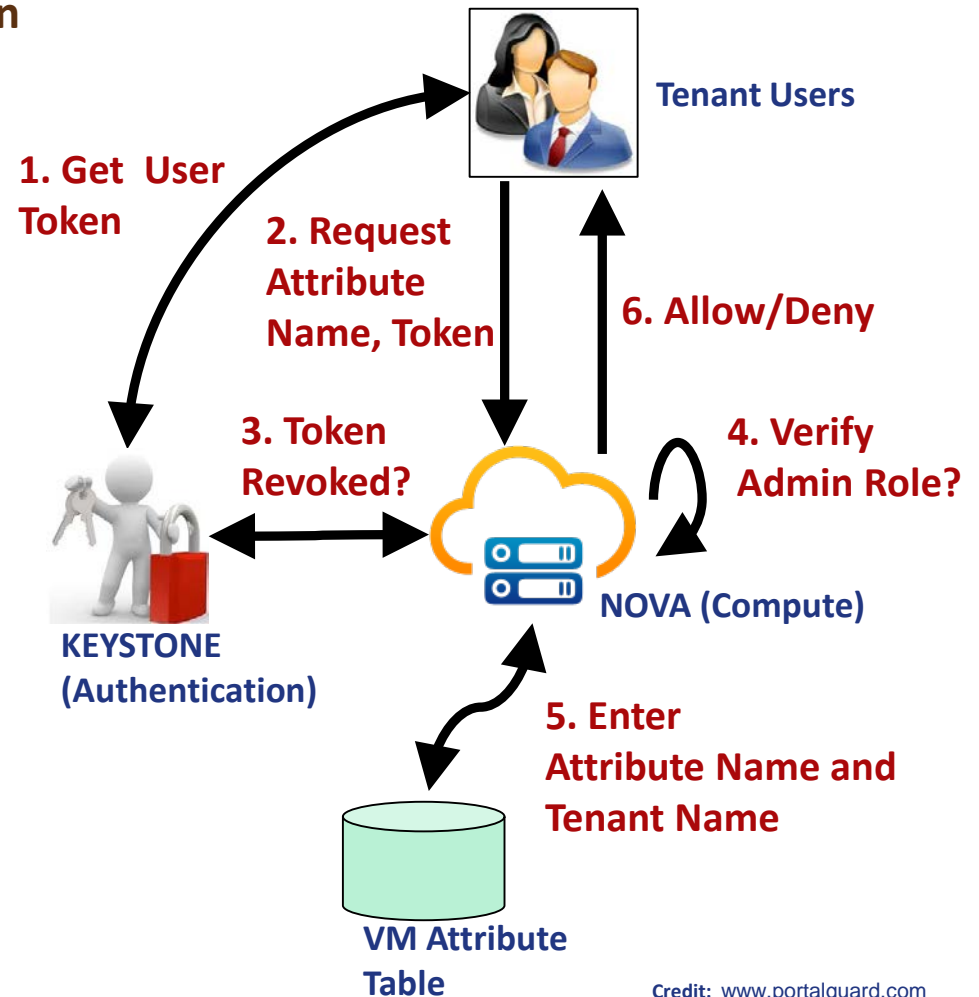 n
Tenant Users
1. Get User
Token
2. Request
Attribute
Name, Token
6. Allow/Deny
3. Token
Revoked?
4. Verify
Admin Role?
NOVA (Compute)
KEYSTONE
(Authentication)
5. Enter
Attribute Name and
Tenant Name
VM Attribute
Table
Credit: www.portalguard.com